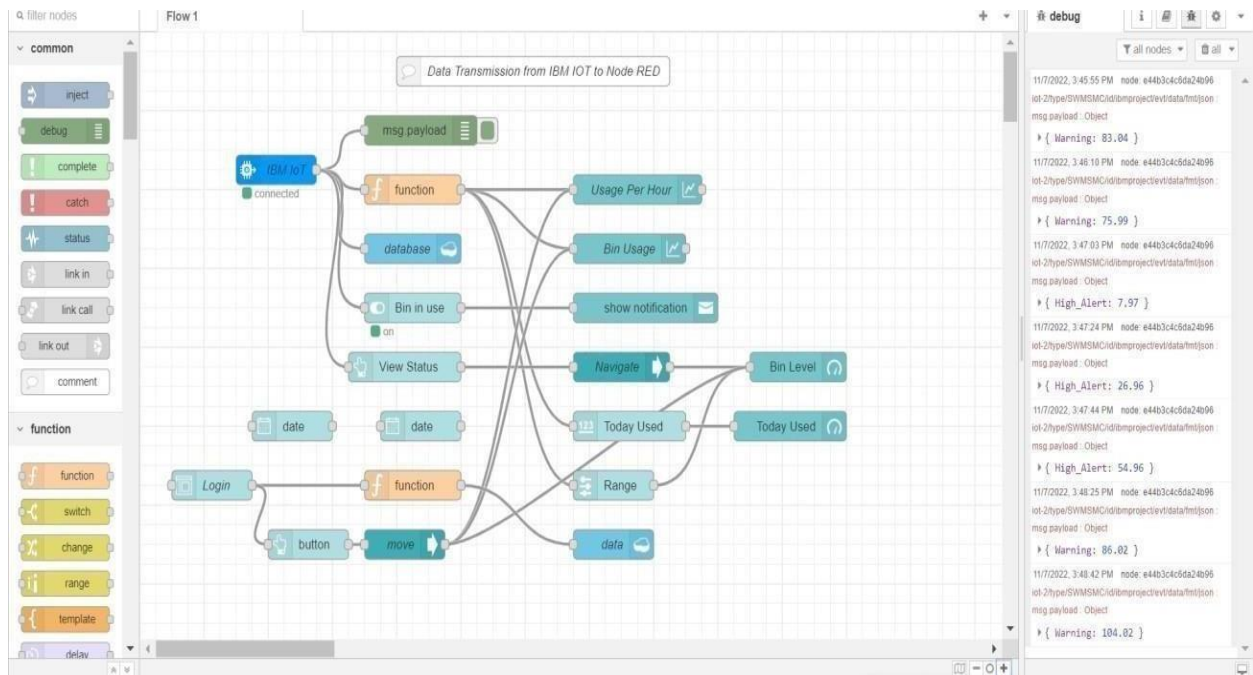 filter nodes
Flow 1
debug
i
all nodes
all
common
inject
debug
complete
catch
status
link in
link call
link out
comment
function
function
switch
change
range
template
delay
Data Transmission from IBM IOT to Node RED
msg.payload
IBM IoT
connected
function
Usage Per Hour
database
Bin Usage
Bin in use
on
show notification
View Status
Navigate
Bin Level
date
date
123
Today Used
Today Used
Login
function
Range
button
move
data
11/7/2022, 3:45:55 PM node: e44b3c4c6da24b96
iot-2/type/SWMSMC/id/ibmproject/evt/data/fmt/json :
msg.payload : Object
{ Warning: 83.04 }
11/7/2022, 3:46:10 PM node: e44b3c4c6da24b96
iot-2/type/SWMSMC/id/ibmproject/evt/data/fmt/json :
msg.payload : Object
{ Warning: 75.99 }
11/7/2022, 3:47:03 PM node: e44b3c4c6da24b96
iot-2/type/SWMSMC/id/ibmproject/evt/data/fmt/json :
msg.payload : Object
{ High_Alert: 7.97 }
11/7/2022, 3:47:24 PM node: e44b3c4c6da24b96
iot-2/type/SWMSMC/id/ibmproject/evt/data/fmt/json :
msg.payload : Object
{ High_Alert: 26.96 }
11/7/2022, 3:47:44 PM node: e44b3c4c6da24b96
iot-2/type/SWMSMC/id/ibmproject/evt/data/fmt/json :
msg.payload : Object
{ High_Alert: 54.96 }
11/7/2022, 3:48:25 PM node: e44b3c4c6da24b96
iot-2/type/SWMSMC/id/ibmproject/evt/data/fmt/json :
msg.payload : Object
{ Warning: 86.02 }
11/7/2022, 3:48:42 PM node: e44b3c4c6da24b96
iot-2/type/SWMSMC/id/ibmproject/evt/data/fmt/json :
msg.payload : Object
{ Warning: 104.02 }